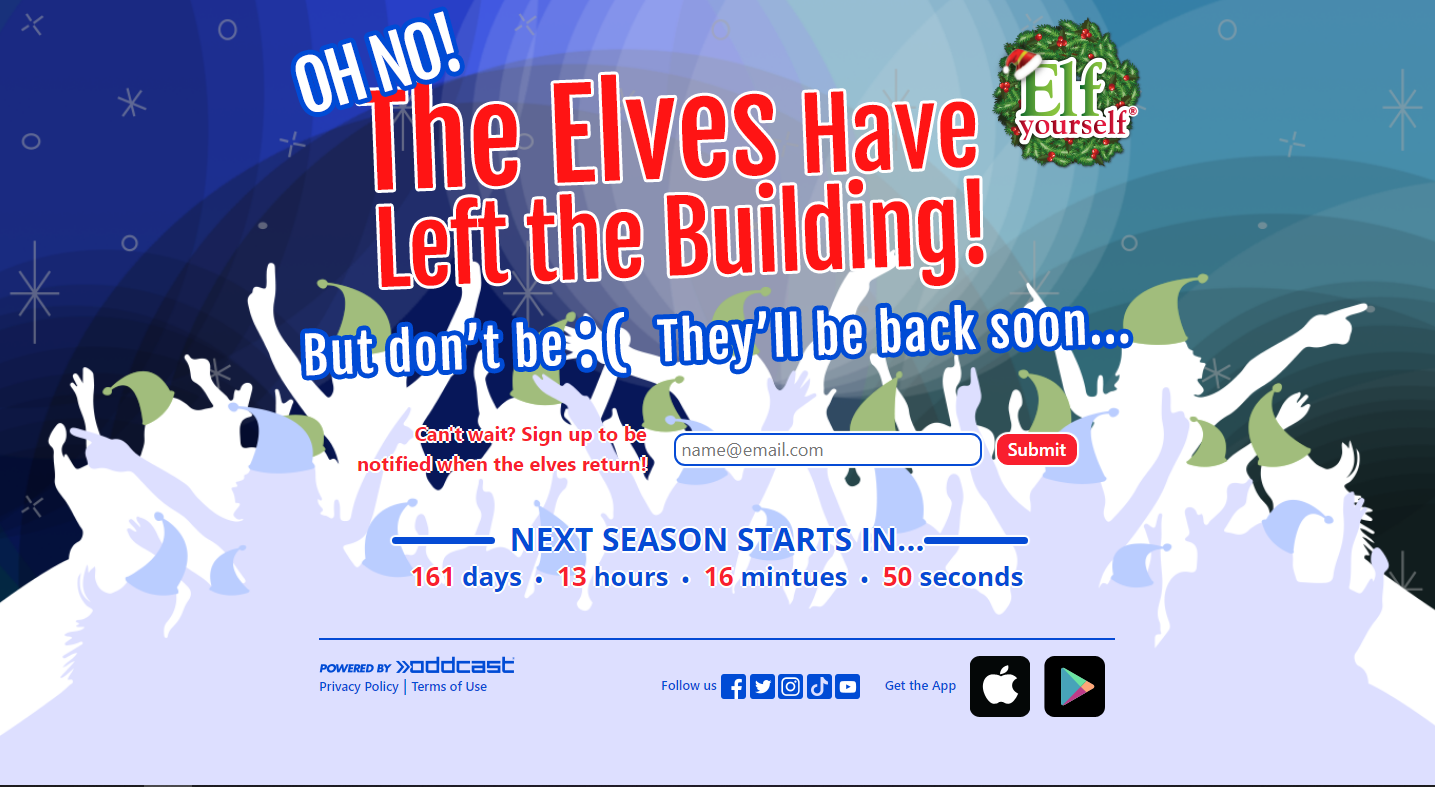 OH NO!
The Elves Have
Left the Building!
Elf
yourself®
But don't be :( They'll be back soon...
Can't wait? Sign up to be
notified when the elves return!
name@email.com
Submit
NEXT SEASON STARTS IN...
161 days • 13 hours • 16 mintues • 50 seconds
POWERED BY oddcast
Privacy Policy | Terms of Use
Follow us
Get the App